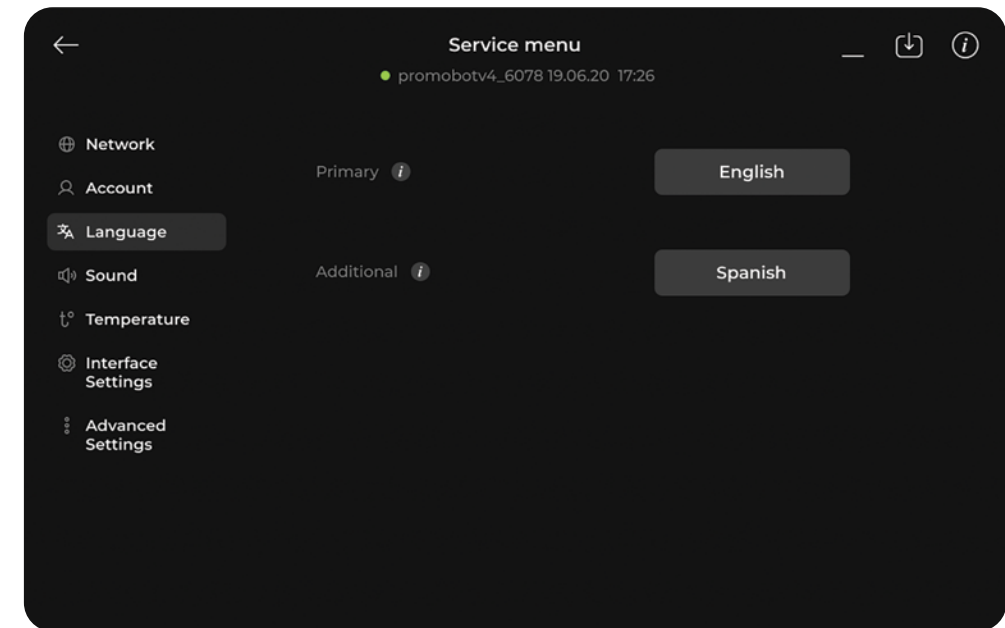 Service menu
promobotv4_6078 19.06.20 17:26
Network
Account
Language
Sound
t° Temperature
Interface
Settings
Advanced
Settings
Primary i
English
Additional i
Spanish